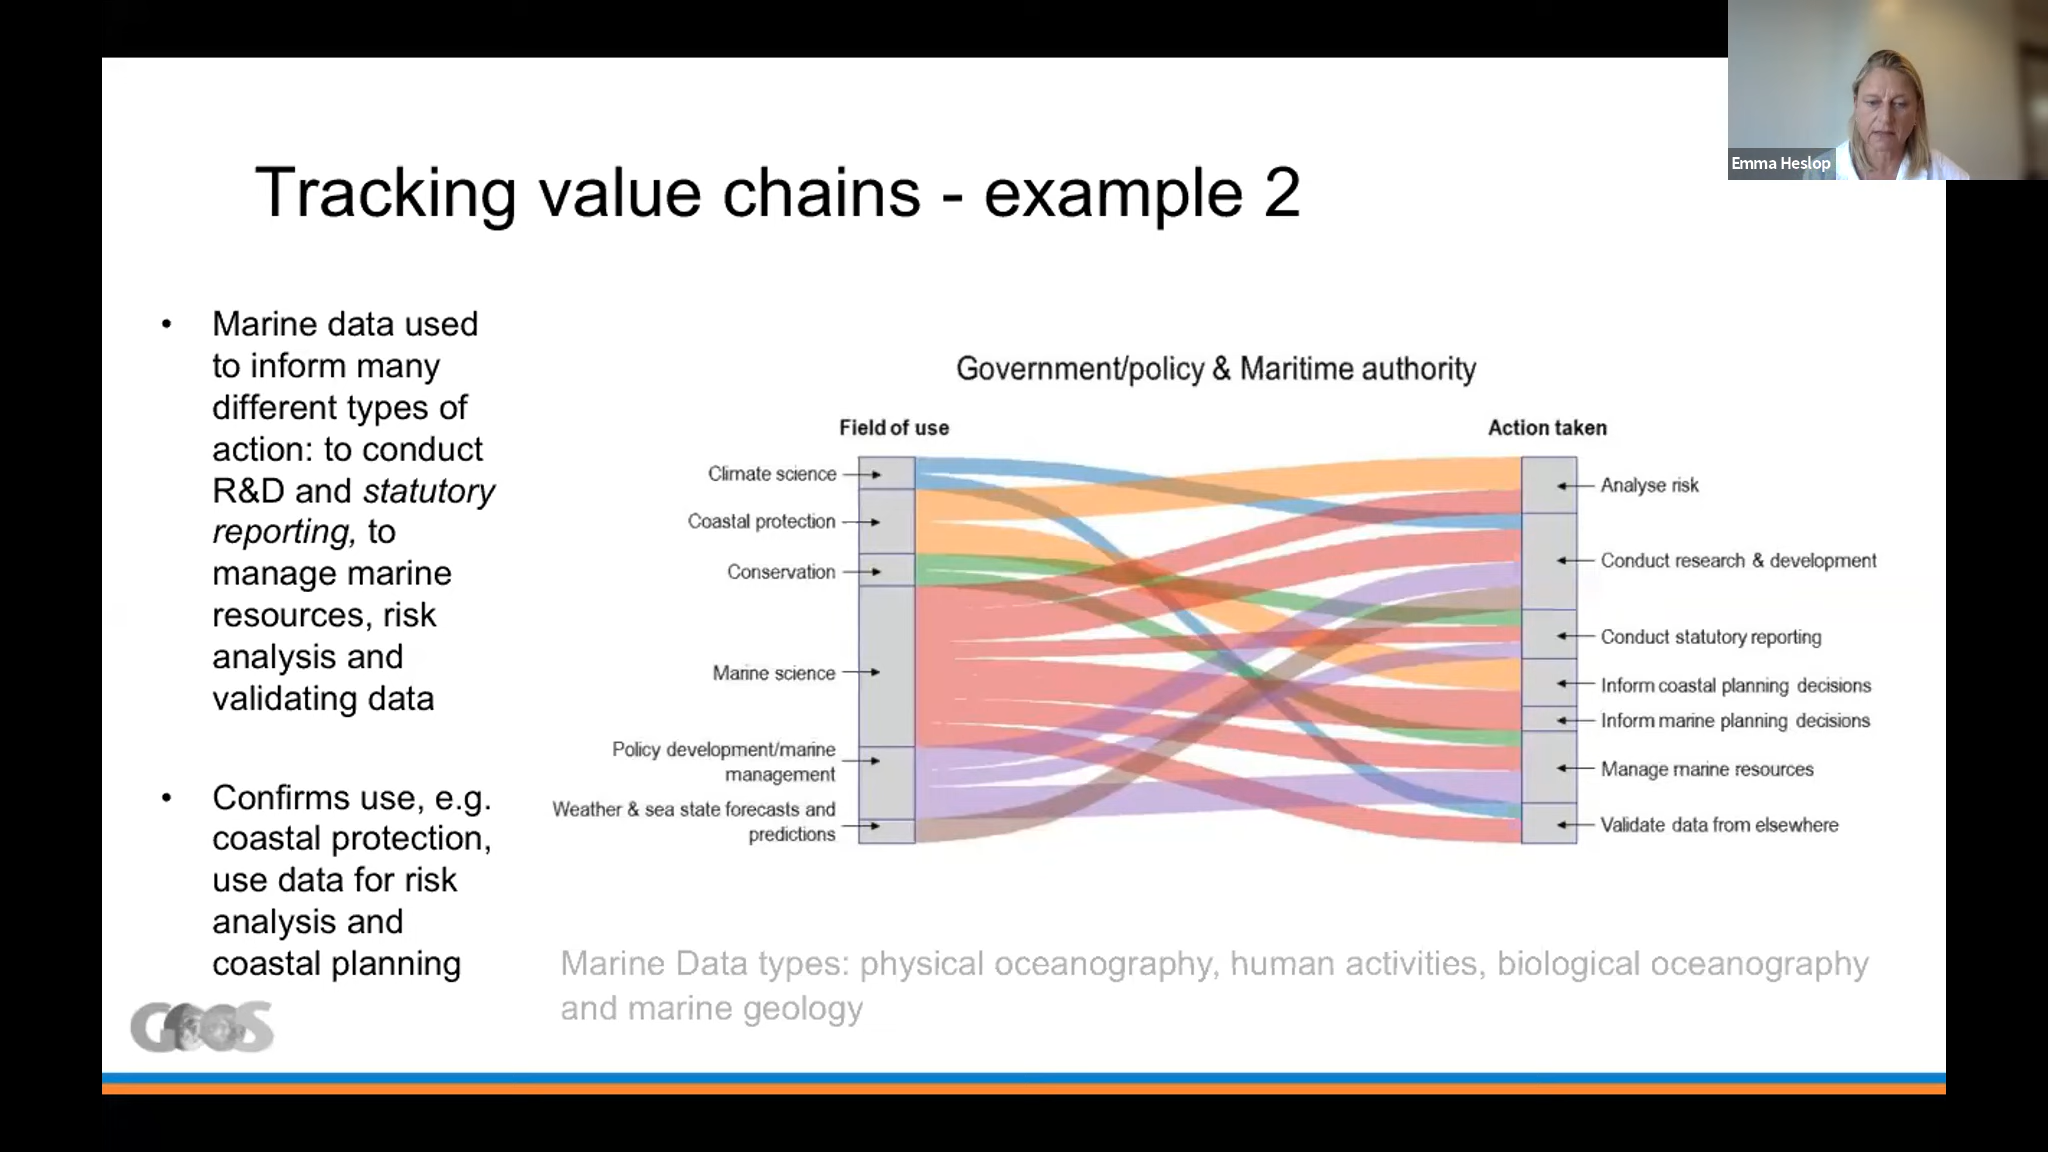 Emma Heslop
Tracking value chains - example 2
• Marine data used
to inform many
different types of
action: to conduct
R&D and statutory
reporting, to
manage marine
resources, risk
analysis and
validating data
• Confirms use, e.g.
coastal protection,
use data for risk
analysis and
coastal planning
GOOS
Government/policy & Maritime authority
Field of use
Climate science
Coastal protection
Conservation
Marine science
Policy development/marine
management
Weather & sea state forecasts and
predictions
Action taken
Analyse risk
Conduct research & development
Conduct statutory reporting
Inform coastal planning decisions
Inform marine planning decisions
Manage marine resources
Validate data from elsewhere
Marine Data types: physical oceanography, human activities, biological oceanography
and marine geology